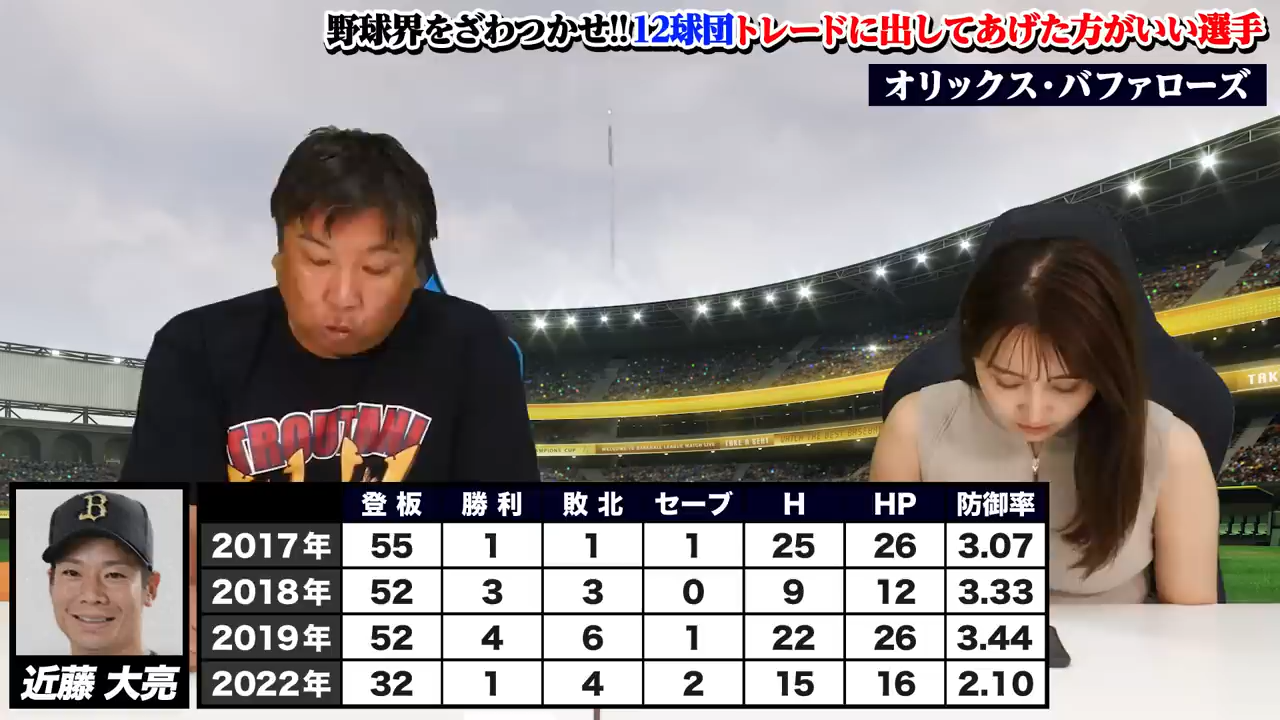 野球界をざわつかせ!!12球団トレードに出してあげた方がいい選手
オリックス・バファローズ
TROUTANI
TAKE A REST
TAK
B
登板 勝利 敗北 セーブ H HP 防御率
2017年 55 1 1 1 25 26 3.07
2018年 52 3 3 0 9 12 3.33
2019年 52 4 6 1 22 26 3.44
2022年 32 1 4 2 15 16 2.10
近藤 大亮